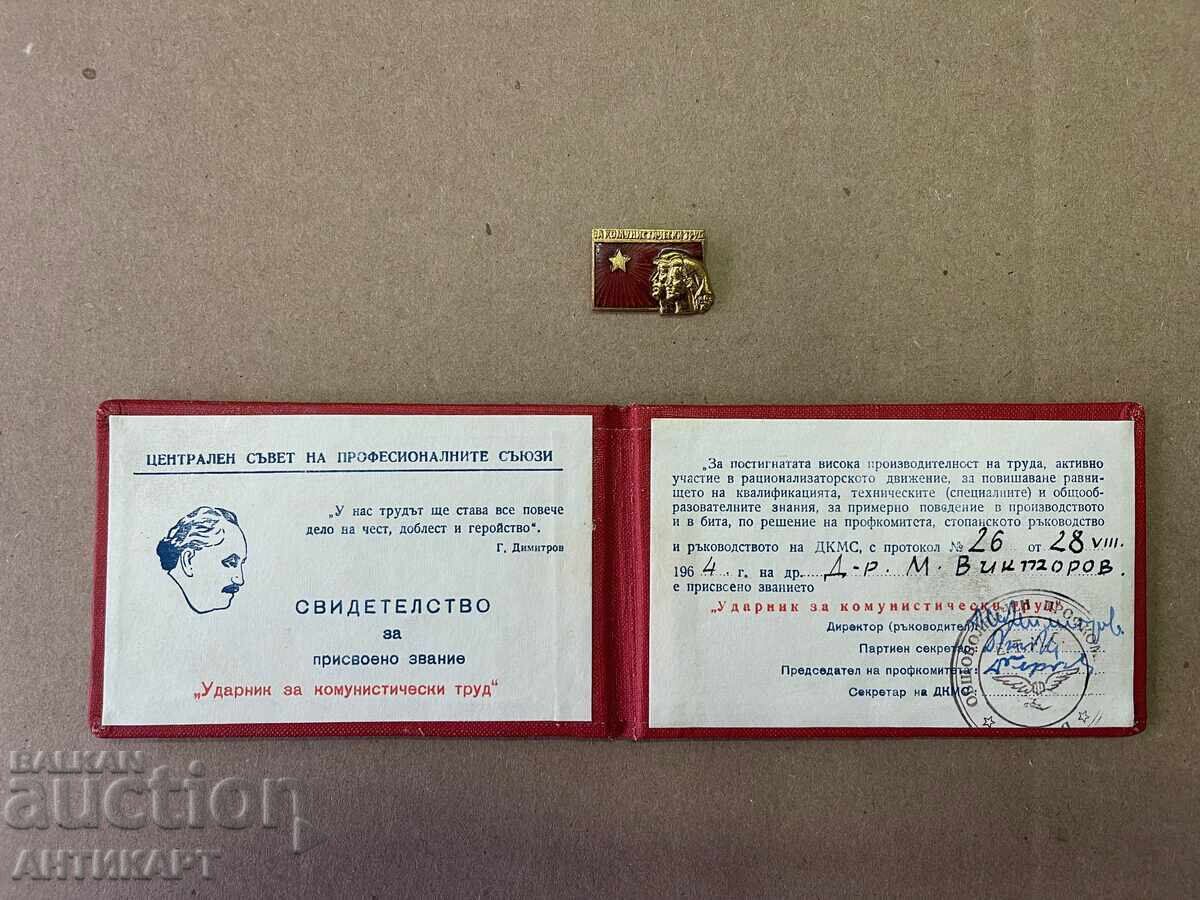 ЗА КОМУНИСТИЧЕСКИ ТРУД
ЦЕНТРАЛЕН СЪВЕТ НА ПРОФЕСИОНАЛНИТЕ СЪЮЗИ
„У нас трудът ще става все повече
дело на чест, доблест и геройство“.
Г. Димитров
СВИДЕТЕЛСТВО
за
присвоено звание
„Ударник за комунистически труд“
„За постигнатата висока производителност на труда, активно
участие в рационализаторското движение, за повишаване равни-
щето на квалификацията, техническите (специалните) и общооб-
разователните знания, за примерно поведение в производството
и в бита, по решение на профкомитета, стопанското ръководство
и ръководството на ДКМС, с протокол № 26 от 28 VIII.
1964. г. на др. Д-р. М. Викторов.
е присвоено званието
„Ударник за комунистически труд“
Директор (ръководител)
Партиен секретар
Председател на профкомитета
Секретар на ДКМС
BALKAN
auction
АНТИКАРТ